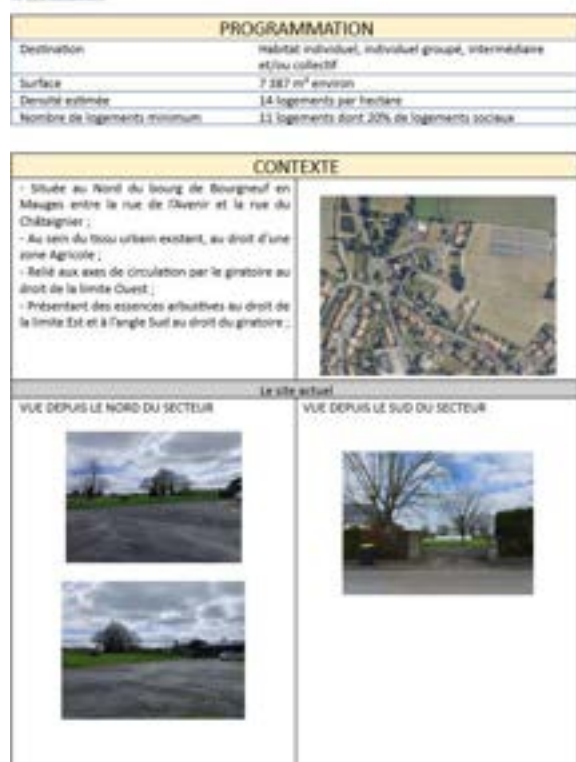 PROGRAMMATION
Destination
Habitat individuel, individuel groupé, intermédiaire
et/ou collectif
Surface
7 387 m² environ
Densité estimée
14 logements par hectare
Nombre de logements minimum
11 logements dont 20% de logements sociaux
CONTEXTE
- Située au Nord du bourg de Bourgneuf en
Mauges entre la rue de l'Avenir et la rue du
Châtaignier ;
- Au sein du tissu urbain existant, au droit d'une
zone Agricole ;
- Relié aux axes de circulation par le giratoire au
droit de la limite Ouest ;
- Présentant des essences arbustives au droit de
la limite Est et à l'angle Sud au droit du giratoire ;
Le site actuel
VUE DEPUIS LE NORD DU SECTEUR
VUE DEPUIS LE SUD DU SECTEUR